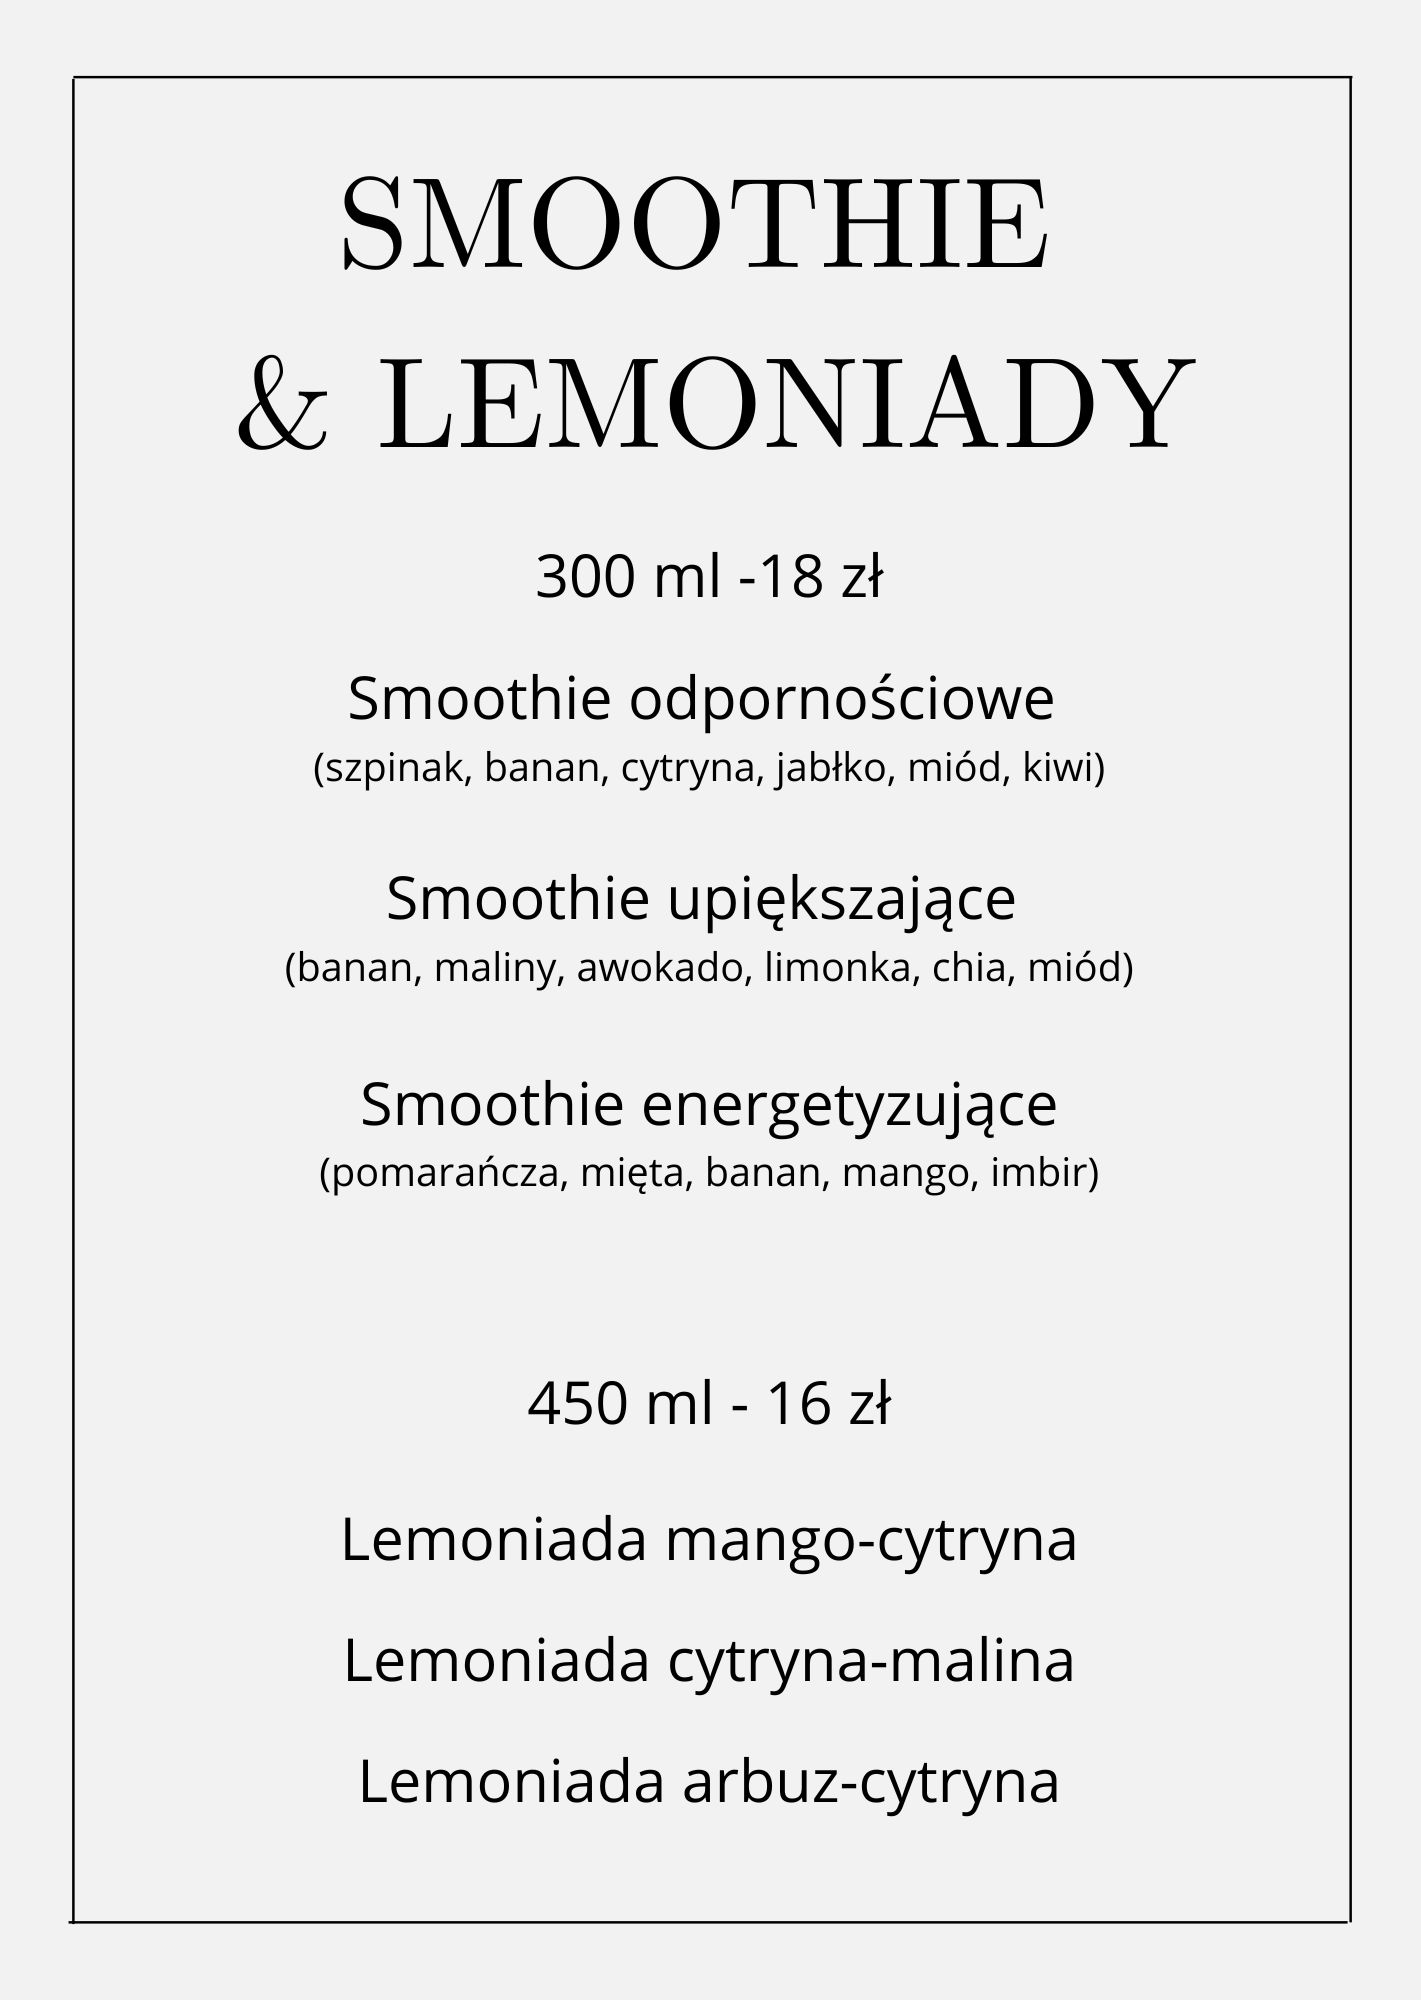 SMOOTHIE
& LEMONIADY
300 ml -18 zł
Smoothie odpornościowe
(szpinak, banan, cytryna, jabłko, miód, kiwi)
Smoothie upiększające
(banan, maliny, awokado, limonka, chia, miód)
Smoothie energetyzujące
(pomarańcza, mięta, banan, mango, imbir)
450 ml - 16 zł
Lemoniada mango-cytryna
Lemoniada cytryna-malina
Lemoniada arbuz-cytryna